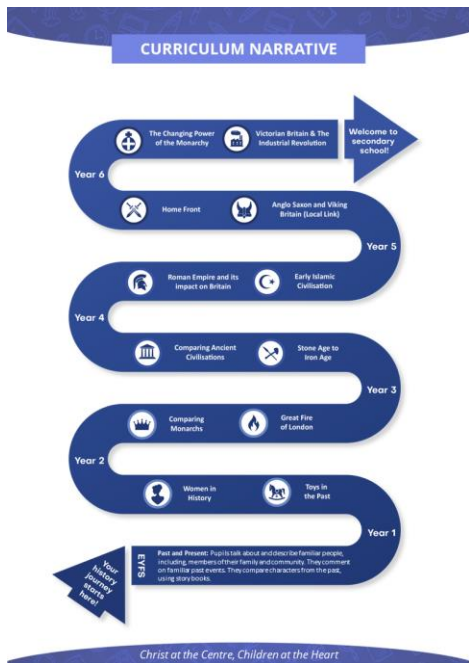 CURRICULUM NARRATIVE
The Changing Power
of the Monarchy
Victorian Britain & The
Industrial Revolution
Welcome to
secondary
school!
Year 6
Home Front
Anglo Saxon and Viking
Britain (Local Link)
Year 5
Roman Empire and its
impact on Britain
Early Islamic
Civilisation
Year 4
Comparing Ancient
Civilisations
Stone Age to
Iron Age
Year 3
Comparing
Monarchs
Great Fire
of London
Year 2
Women in
History
Toys in
the Past
Year 1
EYFS
Past and Present: Pupils talk about and describe familiar people,
including, members of their family and community. They comment
on familiar past events. They compare characters from the past,
using story books.
Your
history
journey
starts
here!
Christ at the Centre, Children at the Heart